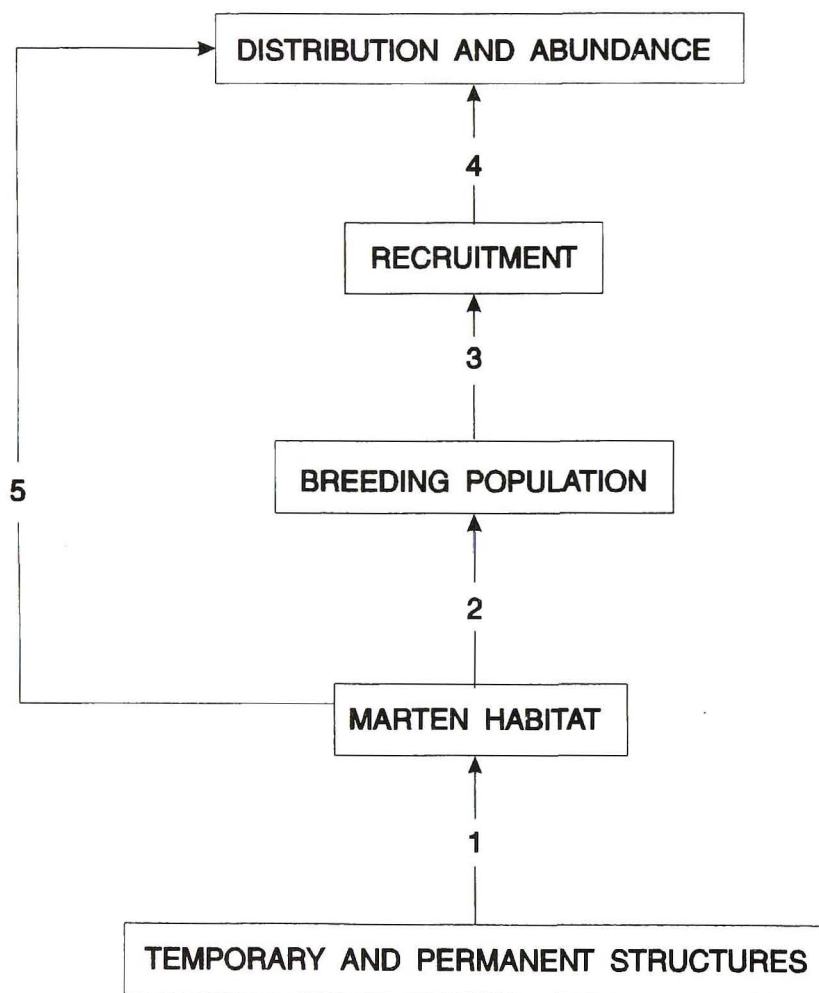 DISTRIBUTION AND ABUNDANCE
4
RECRUITMENT
3
BREEDING POPULATION
5
2
MARTEN HABITAT
1
TEMPORARY AND PERMANENT STRUCTURES